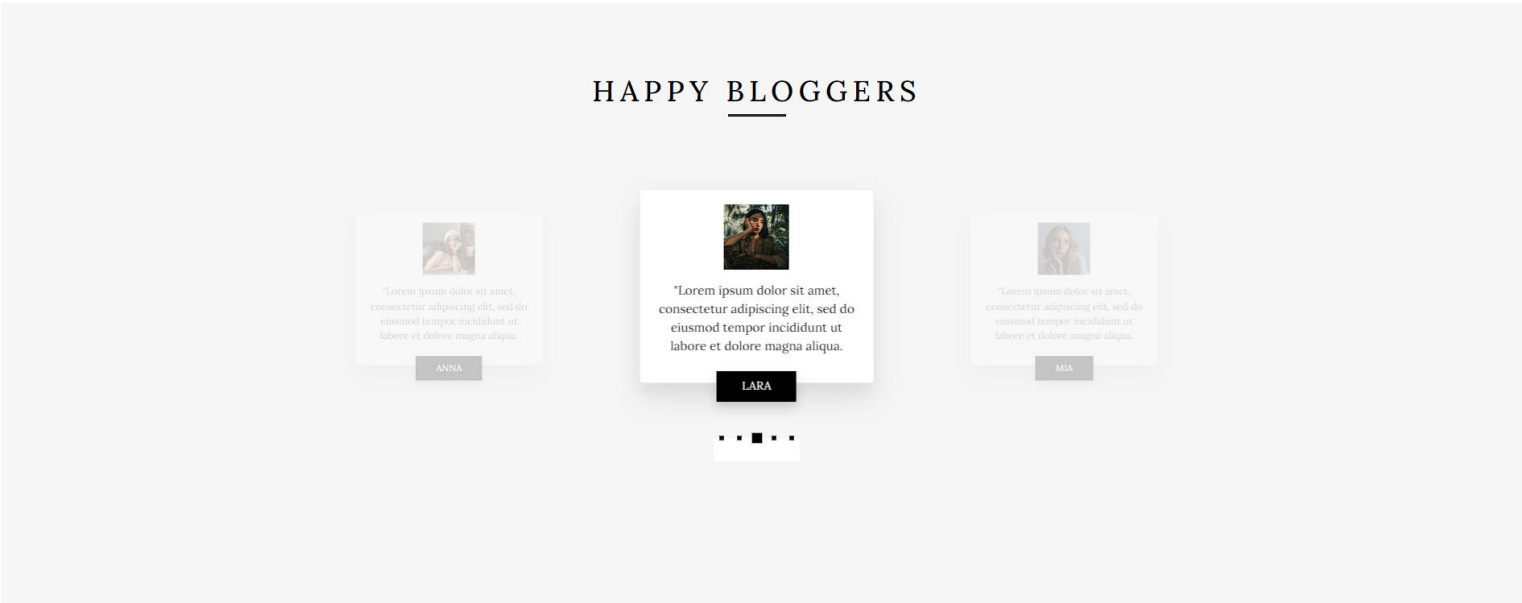 HAPPY BLOGGERS
"Lorem ipsum dolor sit amet,
consectetur adipiscing elit, sed do
eiusmod tempor incididunt ut
labore et dolore magna aliqua.
ANNA
"Lorem ipsum dolor sit amet,
consectetur adipiscing elit, sed do
eiusmod tempor incididunt ut
labore et dolore magna aliqua.
LARA
"Lorem ipsum dolor sit amet,
consectetur adipiscing elit, sed do
eiusmod tempor incididunt ut
labore et dolore magna aliqua.
MIA